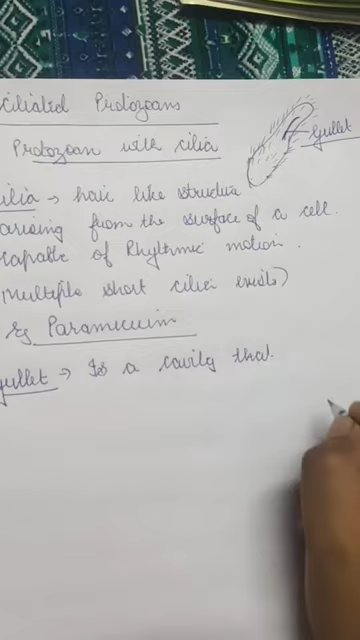 Ciliated Protozoans
Protozoan with cilia
Gullet
Cilia → hair like structure
arising from the surface of a cell.
Capable of Rhythmic motion.
(Multiple short cilia exists)
Eg Paramecium
Gullet → Is a cavity that